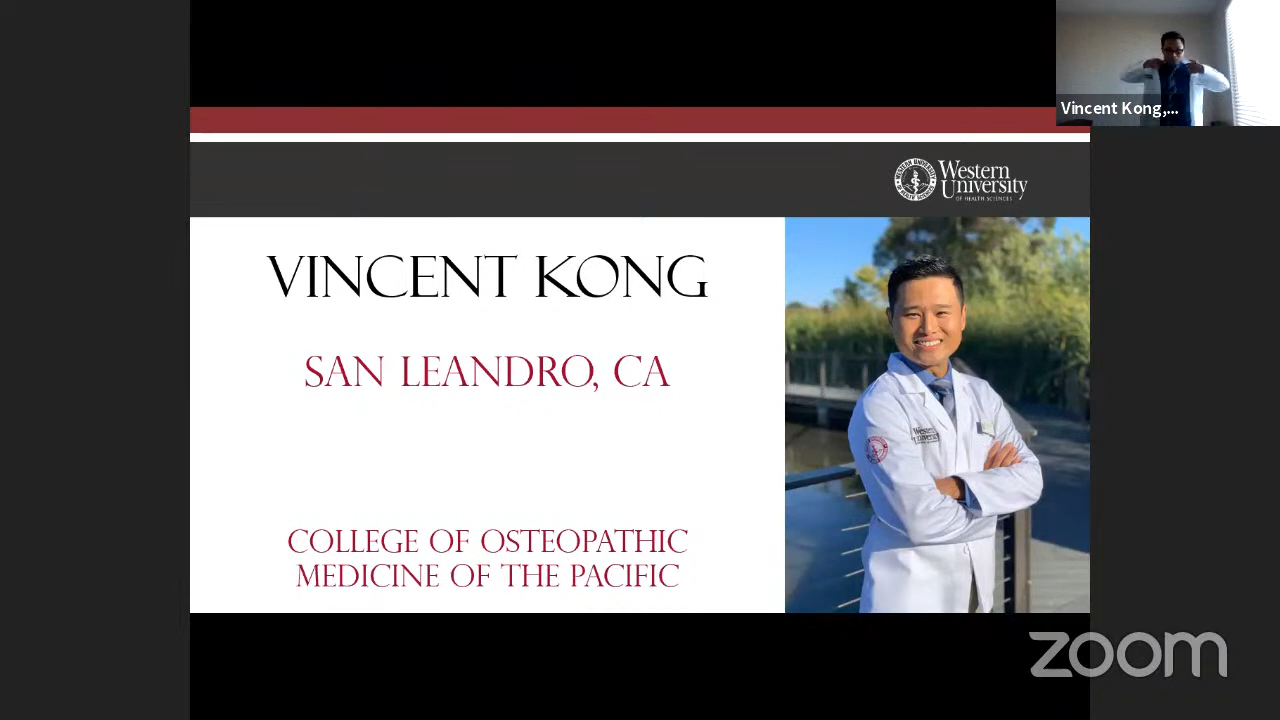 Vincent Kong,...
Western
University
OF HEALTH SCIENCES
VINCENT KONG
SAN LEANDRO, CA
Western
COLLEGE OF OSTEOPATHIC
MEDICINE OF THE PACIFIC
zoom